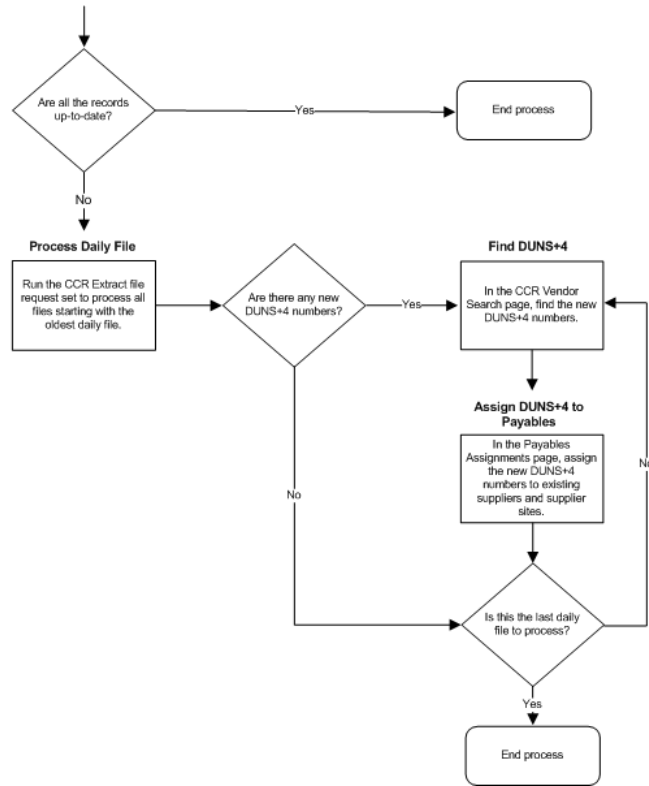 Are all the records
up-to-date?
Yes
End process
No
Process Daily File
Run the CCR Extract file
request set to process all
files starting with the
oldest daily file.
Are there any new
DUNS+4 numbers?
Yes
Find DUNS+4
In the CCR Vendor
Search page, find the new
DUNS+4 numbers.
Assign DUNS+4 to
Payables
In the Payables
Assignments page, assign
the new DUNS+4
numbers to existing
suppliers and supplier
sites.
No
No
Is this the last daily
file to process?
Yes
End process